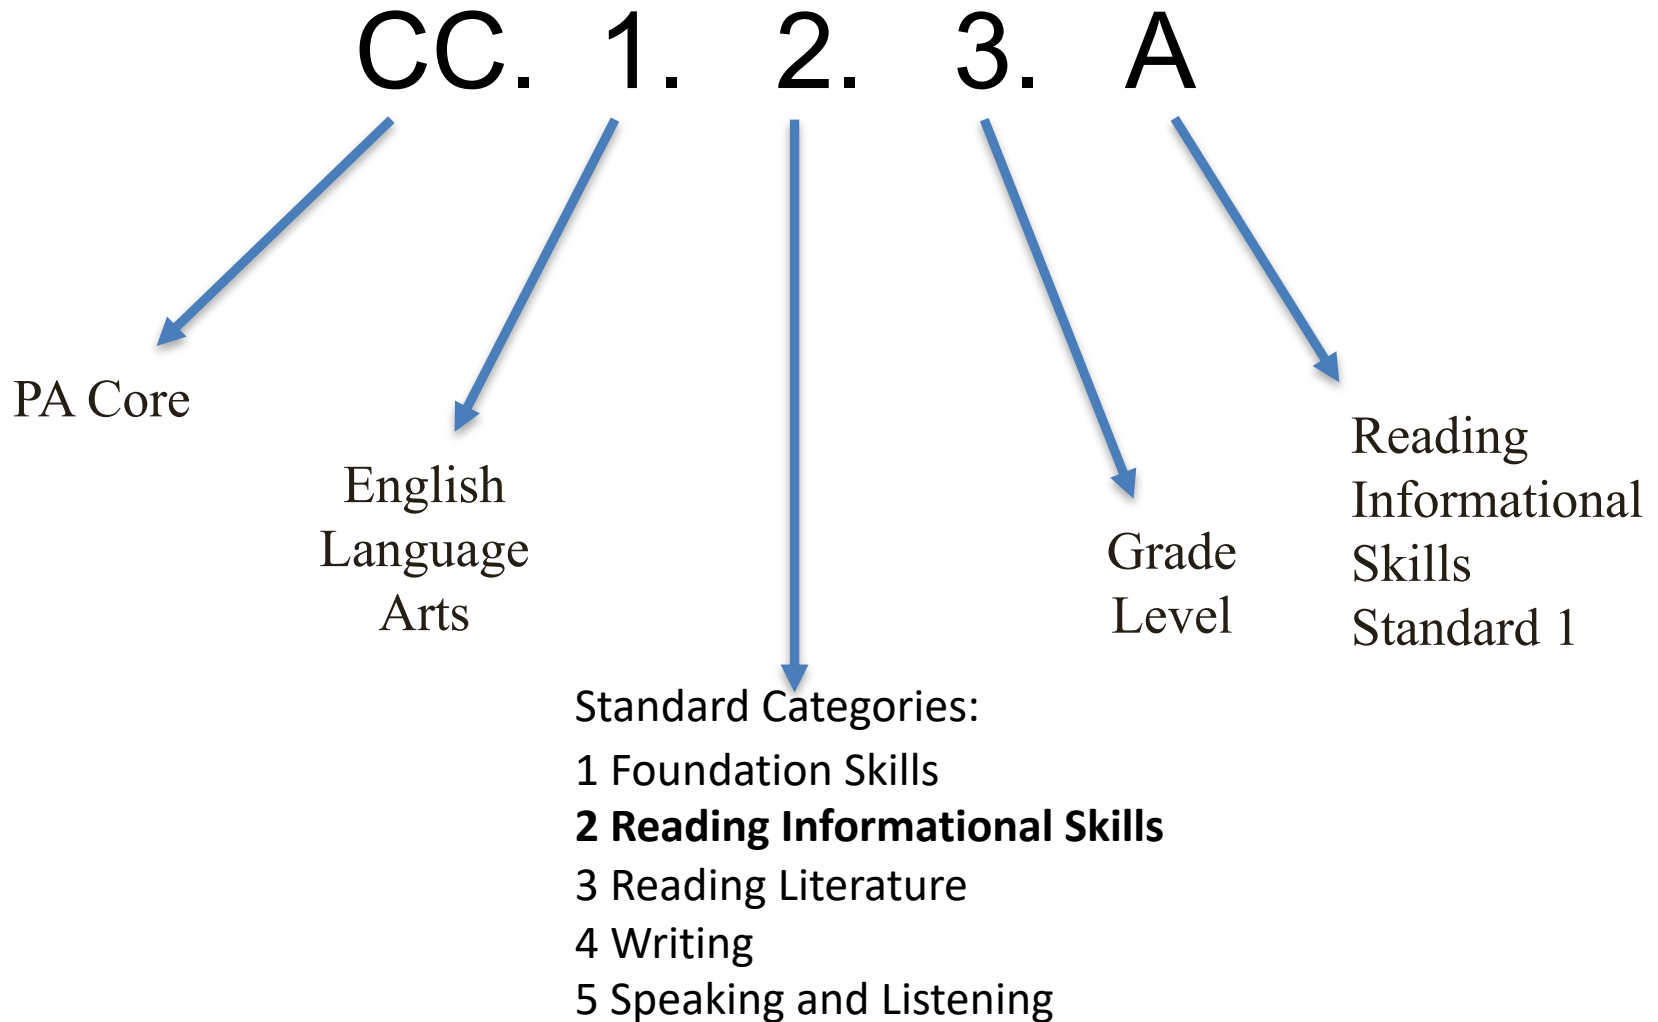 CC. 1. 2. 3. A
PA Core
English
Language
Arts
Standard Categories:
1 Foundation Skills
2 Reading Informational Skills
3 Reading Literature
4 Writing
5 Speaking and Listening
Grade
Level
Reading
Informational
Skills
Standard 1